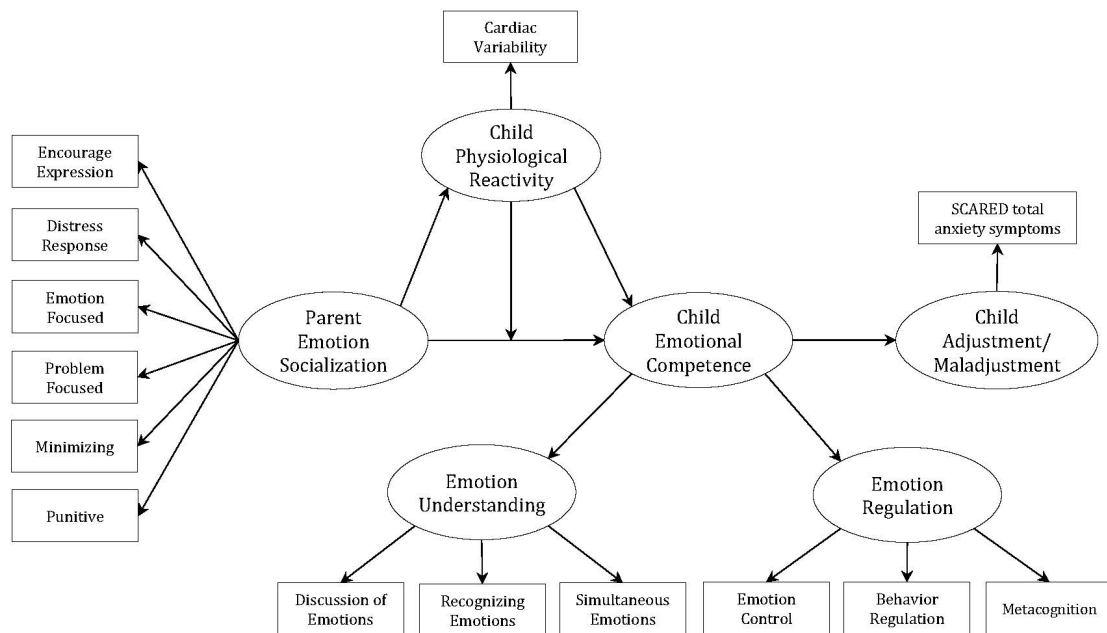 Cardiac
Variability
Child
Physiological
Reactivity
Encourage
Expression
Distress
Response
Emotion
Focused
Problem
Focused
Minimizing
Punitive
Parent
Emotion
Socialization
Child
Emotional
Competence
SCARED total
anxiety symptoms
Child
Adjustment/
Maladjustment
Emotion
Understanding
Emotion
Regulation
Discussion of
Emotions
Recognizing
Emotions
Simultaneous
Emotions
Emotion
Control
Behavior
Regulation
Metacognition